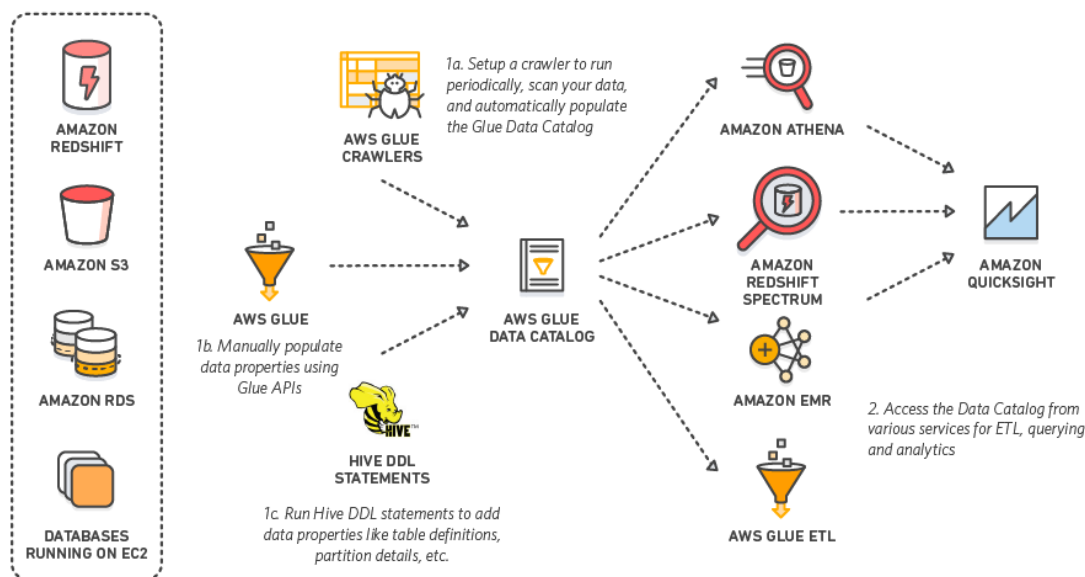 AMAZON
REDSHIFT
AMAZON S3
AMAZON RDS
DATABASES
RUNNING ON EC2
AWS GLUE
CRAWLERS
1a. Setup a crawler to run
periodically, scan your data,
and automatically populate
the Glue Data Catalog
AWS GLUE
1b. Manually populate
data properties using
Glue APIs
HIVE™
HIVE DDL
STATEMENTS
1c. Run Hive DDL statements to add
data properties like table definitions,
partition details, etc.
AWS GLUE
DATA CATALOG
AMAZON ATHENA
AMAZON
REDSHIFT
SPECTRUM
AMAZON EMR
AWS GLUE ETL
AMAZON
QUICKSIGHT
2. Access the Data Catalog from
various services for ETL, querying
and analytics